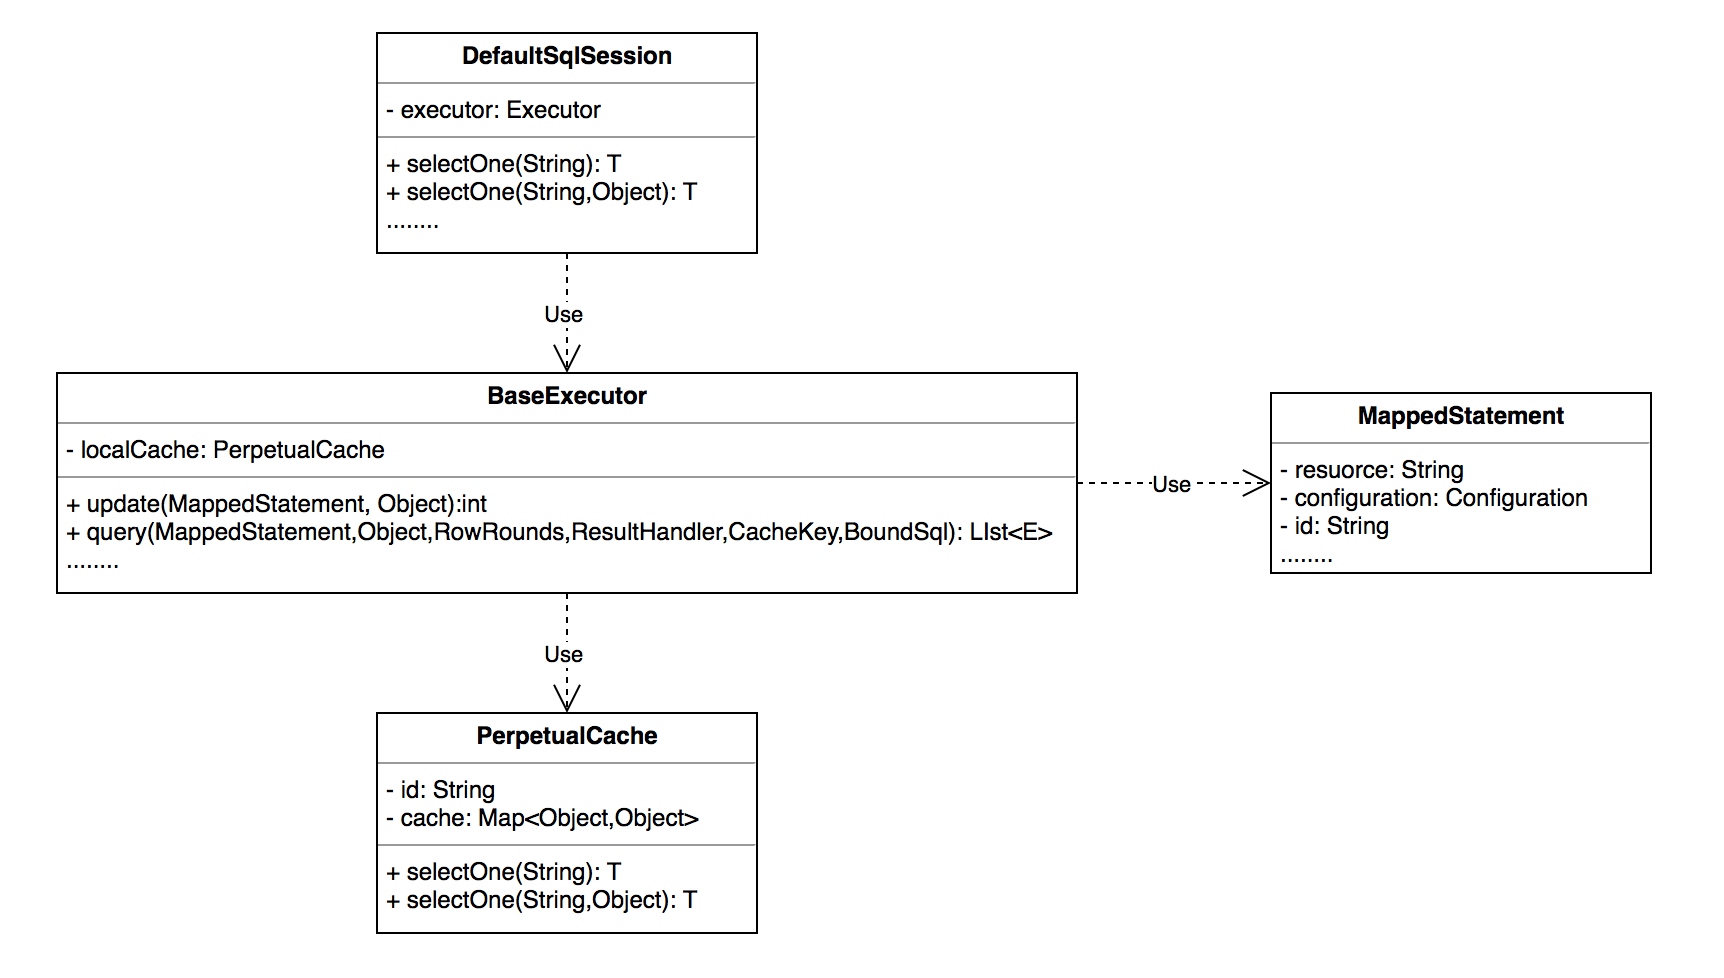 DefaultSqlSession
- executor: Executor
+ selectOne(String): T
+ selectOne(String,Object): T
........
Use
BaseExecutor
- localCache: PerpetualCache
+ update(MappedStatement, Object):int
+ query(MappedStatement,Object,RowRounds,ResultHandler,CacheKey,BoundSql): LIst<E>
........
Use
MappedStatement
- resuorce: String
- configuration: Configuration
- id: String
........
Use
PerpetualCache
- id: String
- cache: Map<Object,Object>
+ selectOne(String): T
+ selectOne(String,Object): T